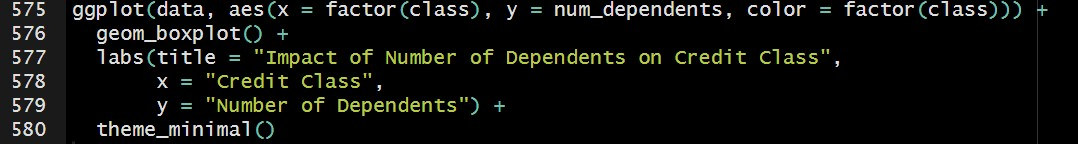 575 ggplot(data, aes(x = factor(class), y = num_dependents, color = factor(class))) +
576   geom_boxplot() +
577   labs(title = "Impact of Number of Dependents on Credit Class",
578        x = "Credit Class",
579        y = "Number of Dependents") +
580   theme_minimal()